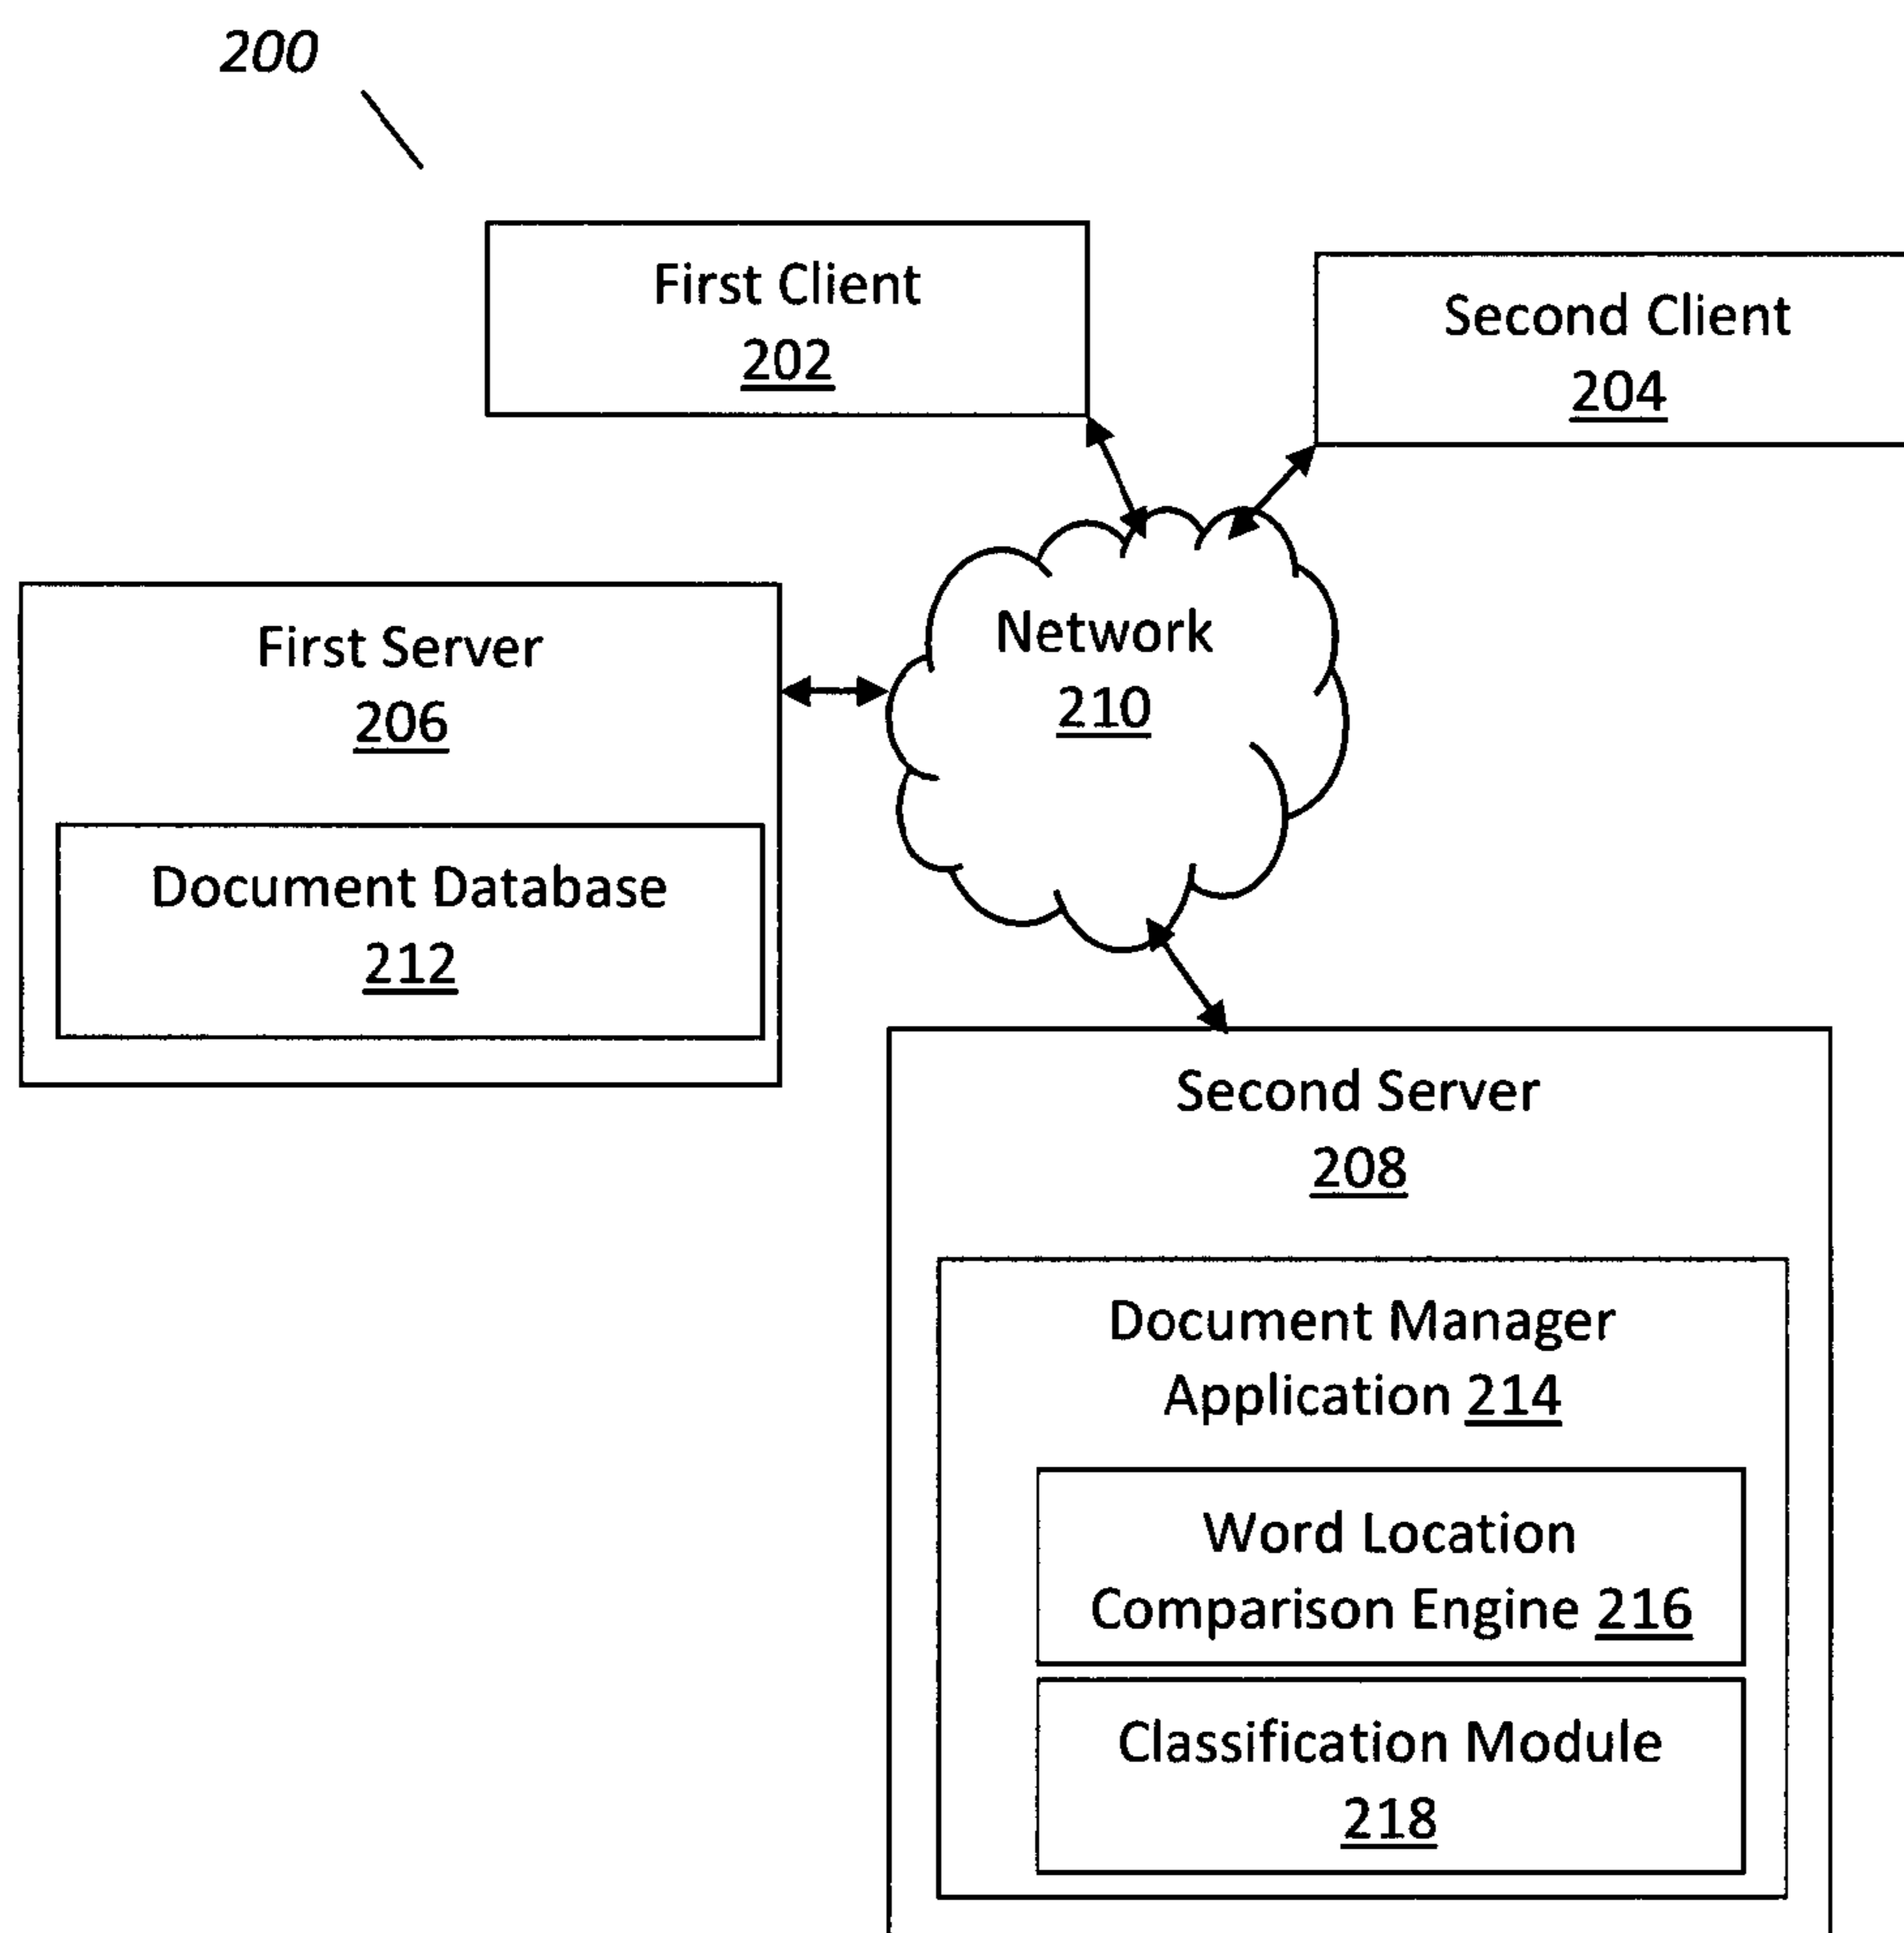 200
First Client
202
Second Client
204
Network
210
First Server
206
Document Database
212
Second Server
208
Document Manager
Application 214
Word Location
Comparison Engine 216
Classification Module
218